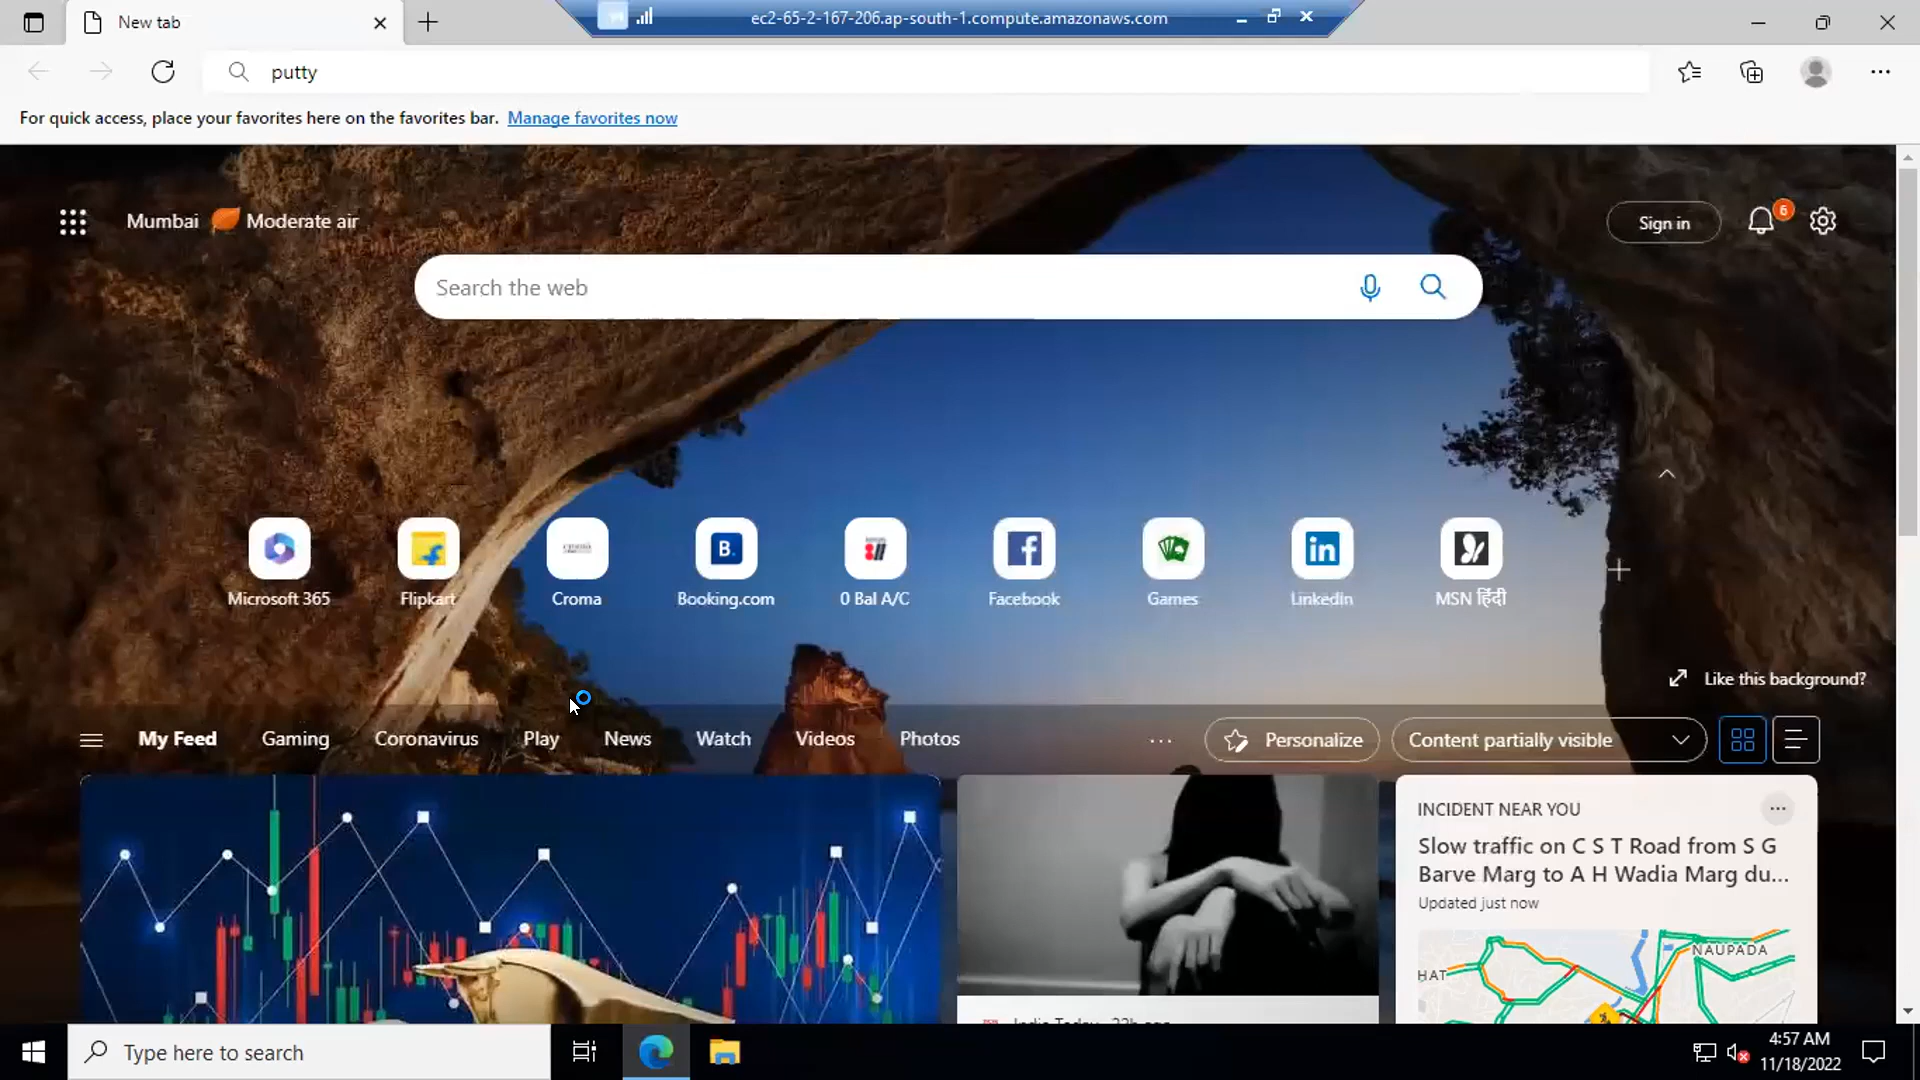 New tab
ec2-65-2-167-206.ap-south-1.compute.amazonaws.com
putty
For quick access, place your favorites here on the favorites bar. Manage favorites now
Mumbai Moderate air
Sign in
6
Search the web
B.
Microsoft 365
Flipkart
Croma
Booking.com
0 Bal A/C
Facebook
Games
LinkedIn
MSN हिंदी
Like this background?
My Feed
Gaming
Coronavirus
Play
News
Watch
Videos
Photos
Personalize
Content partially visible
INCIDENT NEAR YOU
Slow traffic on C S T Road from S G
Barve Marg to A H Wadia Marg du...
Updated just now
NAUPADA
HAT
India Today · 22h ago
Type here to search
4:57 AM
11/18/2022